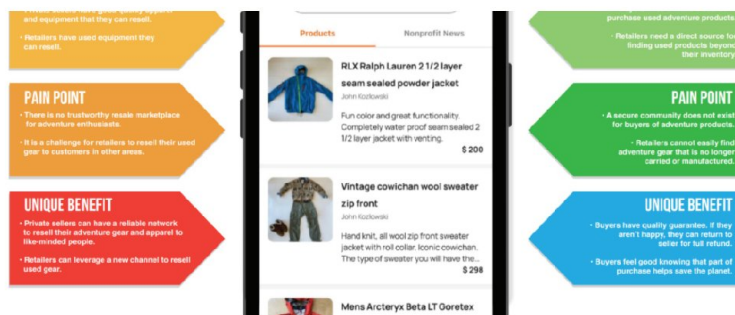 and equipment that they can resell.
• Retailers have used equipment they
can resell.
PAIN POINT
• There is no trustworthy resale marketplace
for adventure enthusiasts.
• It is a challenge for retailers to resell their used
gear to customers in other areas.
UNIQUE BENEFIT
• Private sellers can have a reliable network
to resell their adventure gear and apparel to
like-minded people.
• Retailers can leverage a new channel to resell
used gear.
Products
Nonprofit News
RLX Ralph Lauren 2 1/2 layer
seam sealed powder jacket
John Kozlowski
Fun color and great functionality.
Completely water proof seam sealed 2
1/2 layer jacket with venting.
$ 200
Vintage cowichan wool sweater
zip front
John Kozlowski
Hand knit, all wool zip front sweater
jacket with roll collar. Iconic cowichan.
The type of sweater you will have the...
$ 298
Mens Arcteryx Beta LT Goretex
purchase used adventure products
• Retailers need a direct source for
finding used products beyond
their inventory
PAIN POINT
• A secure community does not exist
for buyers of adventure products.
• Retailers cannot easily find
adventure gear that is no longer
carried or manufactured.
UNIQUE BENEFIT
• Buyers have quality guarantee. If they
aren't happy, they can return to
seller for full refund.
• Buyers feel good knowing that part of
purchase helps save the planet.